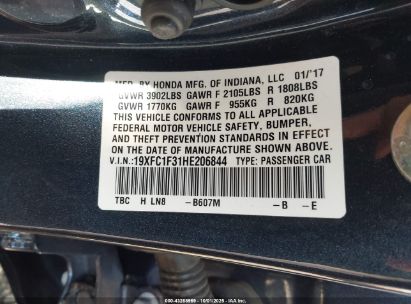 MFD. BY HONDA MFG. OF INDIANA, LLC 01/'17
GVWR 3902LBS GAWR F 2105LBS R 1808LBS
GVWR 1770KG GAWR F 955KG R 820KG
THIS VEHICLE CONFORMS TO ALL APPLICABLE
FEDERAL MOTOR VEHICLE SAFETY, BUMPER,
AND THEFT PREVENTION STANDARDS IN EFFECT
ON THE DATE OF MANUFACTURE SHOWN ABOVE.
V.I.N.:19XFC1F31HE206844 TYPE: PASSENGER CAR
TBC H LN8 -B607M -B -E